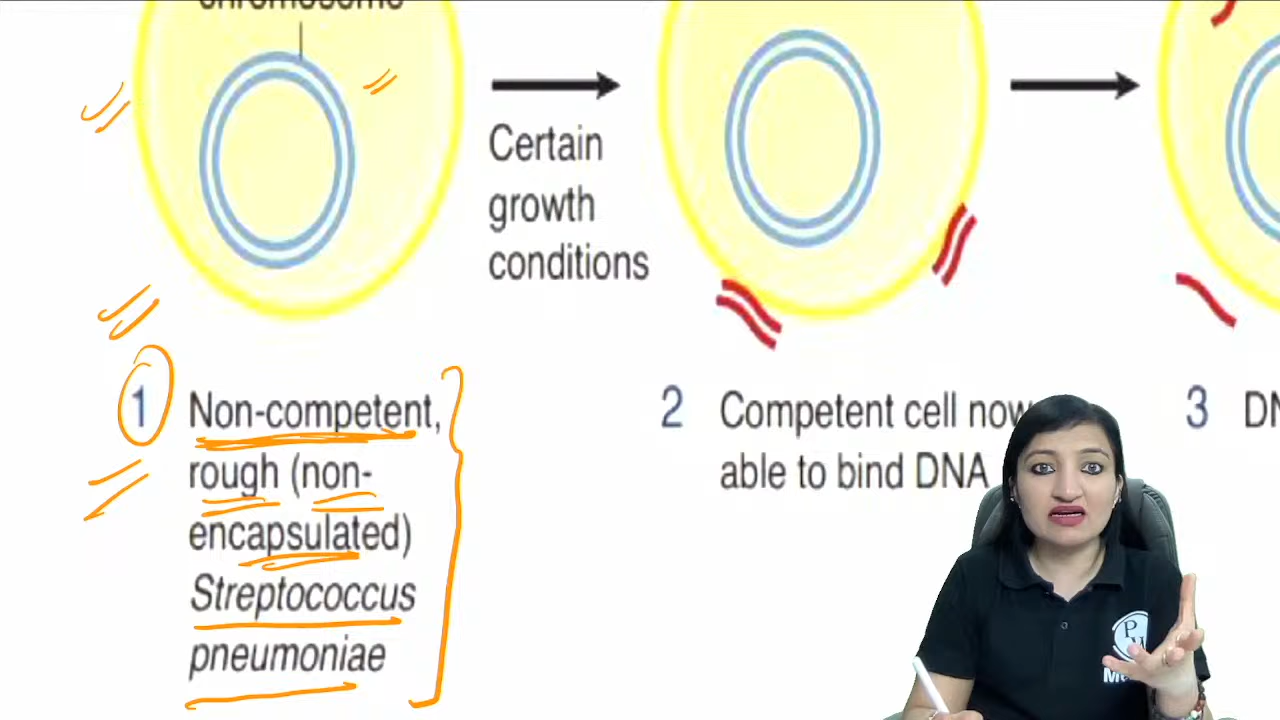 chromosome
Certain
growth
conditions
1 Non-competent,
rough (non-
encapsulated)
Streptococcus
pneumoniae
2 Competent cell now
able to bind DNA
3
P
W